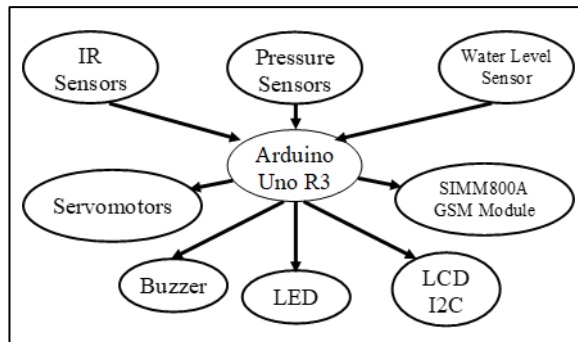 IR
Sensors
Pressure
Sensors
Water Level
Sensor
Arduino
Uno R3
Servomotors
SIMM800A
GSM Module
Buzzer
LED
LCD
I2C